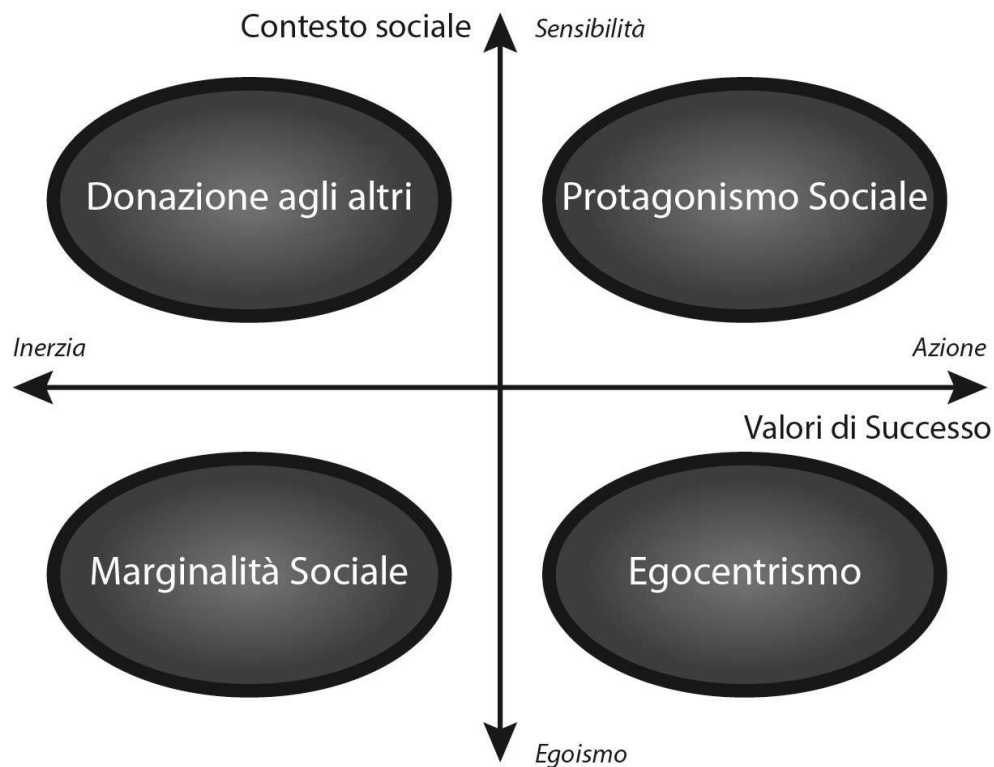 Contesto sociale
Sensibilità
Donazione agli altri
Protagonismo Sociale
Inerzia
Azione
Valori di Successo
Marginalità Sociale
Egocentrismo
Egoismo